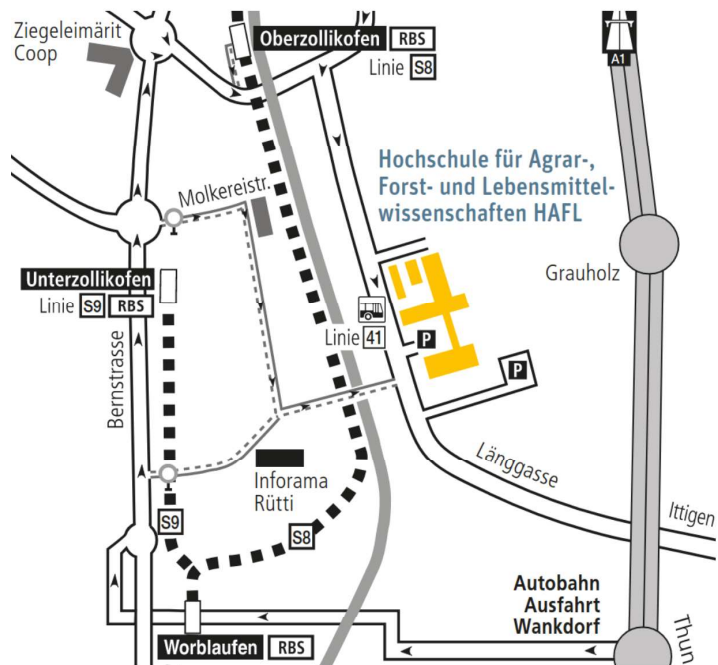 Ziegeleimärit
Coop
Oberzollikofen RBS
Linie S8
A1
Hochschule für Agrar-,
Forst- und Lebensmittel-
wissenschaften HAFL
Molkereistr.
Grauholz
Unterzollikofen
Linie S9 RBS
Linie 41
P
P
Bernstrasse
Länggasse
Inforama
Rütti
Ittigen
S9
S8
Autobahn
Ausfahrt
Wankdorf
Thun
Worblaufen RBS